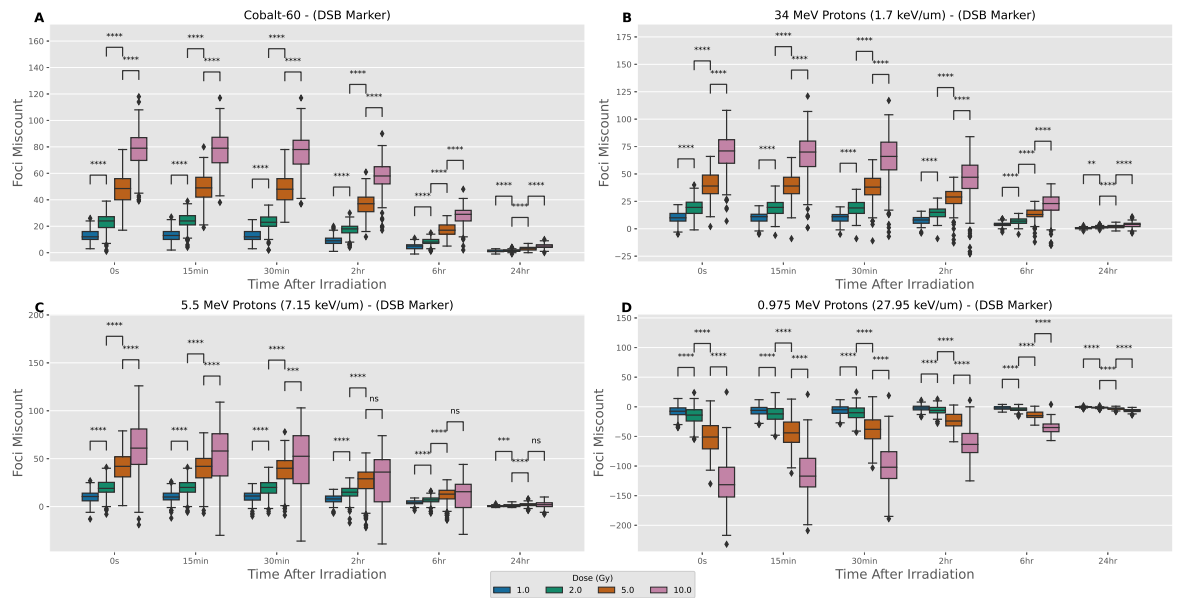 A
Cobalt-60 - (DSB Marker)
160
140
120
100
80
60
40
20
0
Foci Miscount
**** **** ****
**** **** ****
**** **** ****
**** **** ****
**** **** ****
**** **** ****
0s 15min 30min 2hr 6hr 24hr
Time After Irradiation
B
34 MeV Protons (1.7 keV/um) - (DSB Marker)
175
150
125
100
75
50
25
0
−25
Foci Miscount
**** **** ****
**** **** ****
**** **** ****
**** **** ****
**** **** ****
** **** ****
0s 15min 30min 2hr 6hr 24hr
Time After Irradiation
C
5.5 MeV Protons (7.15 keV/um) - (DSB Marker)
200
150
100
50
0
Foci Miscount
**** **** ****
**** **** ****
**** **** ***
**** **** ns
**** **** ns
*** **** ns
0s 15min 30min 2hr 6hr 24hr
Time After Irradiation
D
0.975 MeV Protons (27.95 keV/um) - (DSB Marker)
150
100
50
0
−50
−100
−150
−200
Foci Miscount
**** **** ****
**** **** ****
**** **** ****
**** **** ****
**** **** ****
**** **** ****
0s 15min 30min 2hr 6hr 24hr
Time After Irradiation
Dose (Gy)
1.0 2.0 5.0 10.0